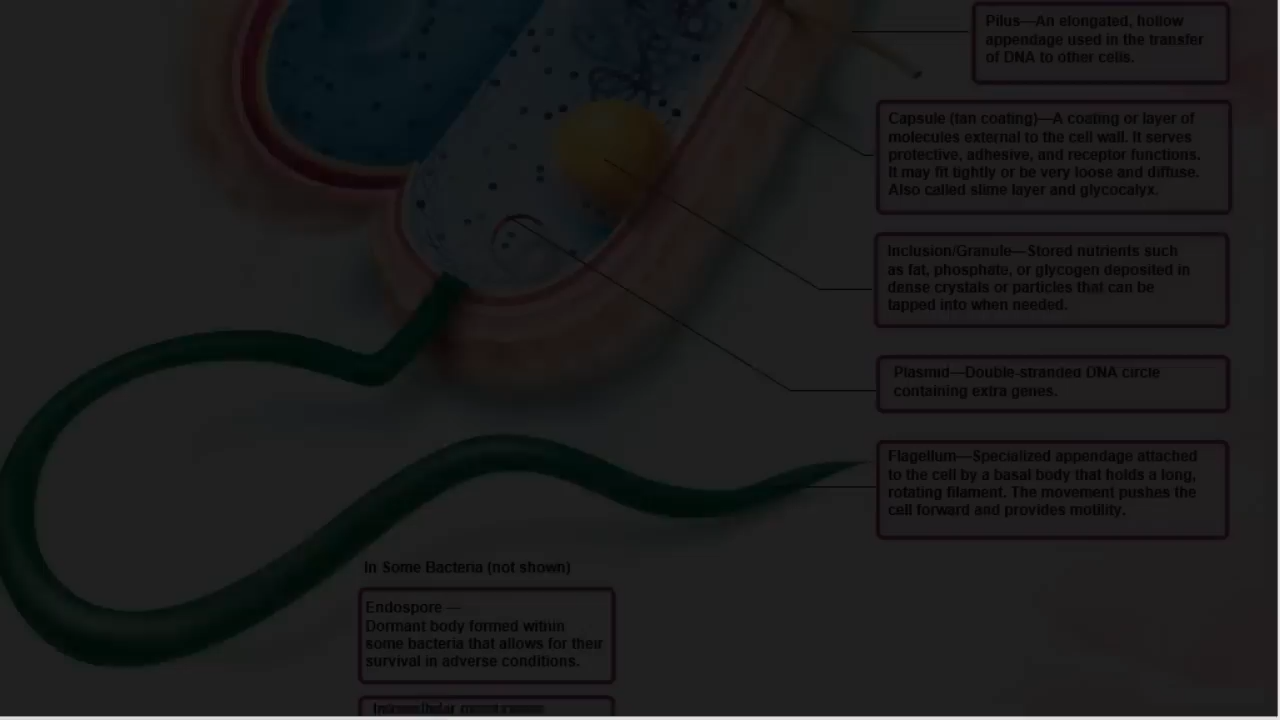 Pilus—An elongated, hollow
appendage used in the transfer
of DNA to other cells.
Capsule (tan coating)—A coating or layer of
molecules external to the cell wall. It serves
protective, adhesive, and receptor functions.
It may fit tightly or be very loose and diffuse.
Also called slime layer and glycocalyx.
Inclusion/Granule—Stored nutrients such
as fat, phosphate, or glycogen deposited in
dense crystals or particles that can be
tapped into when needed.
Plasmid—Double-stranded DNA circle
containing extra genes.
Flagellum—Specialized appendage attached
to the cell by a basal body that holds a long,
rotating filament. The movement pushes the
cell forward and provides motility.
In Some Bacteria (not shown)
Endospore —
Dormant body formed within
some bacteria that allows for their
survival in adverse conditions.